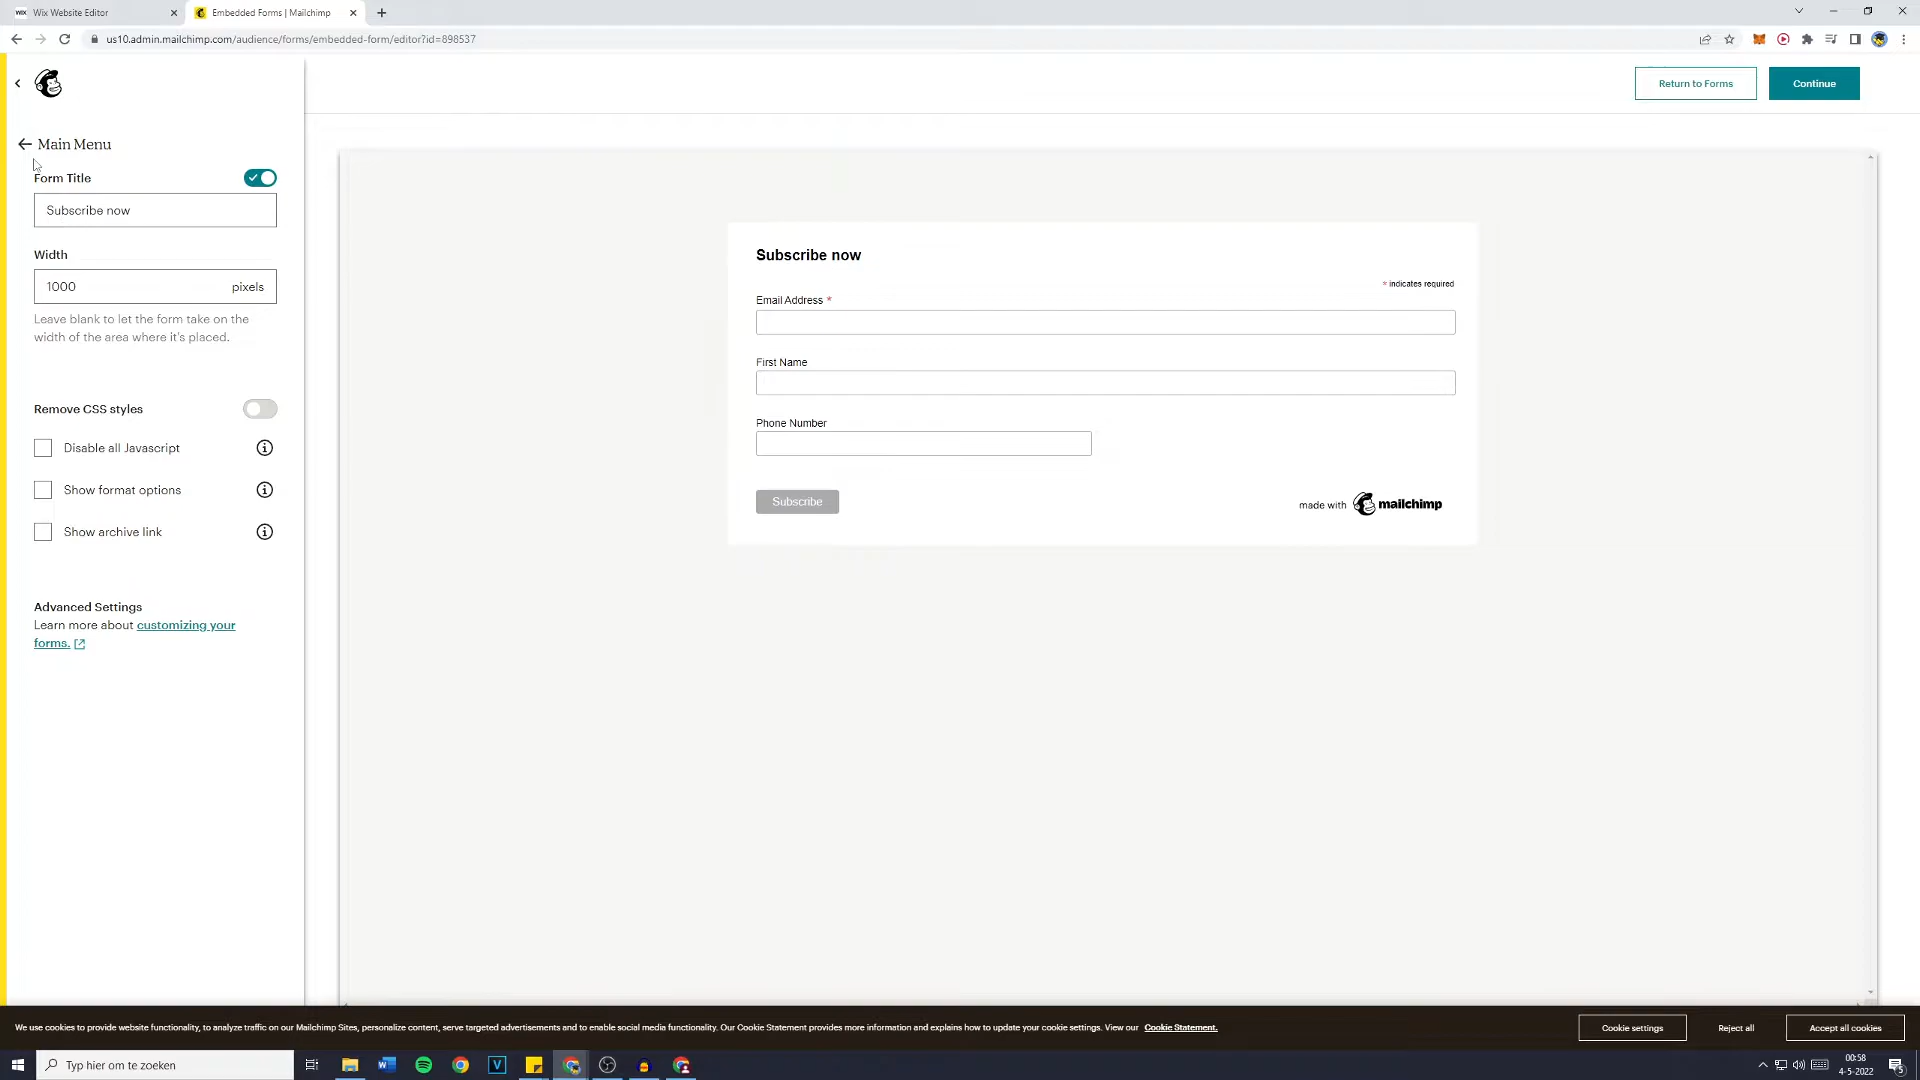 Wix Website Editor
Embedded Forms | Mailchimp
us10.admin.mailchimp.com/audience/forms/embedded-form/editor?id=898537
Return to Forms
Continue
Main Menu
Form Title
Subscribe now
Width
1000 pixels
Leave blank to let the form take on the
width of the area where it's placed.
Remove CSS styles
Disable all Javascript
Show format options
Show archive link
Advanced Settings
Learn more about customizing your
forms.
Subscribe now
* indicates required
Email Address *
First Name
Phone Number
Subscribe
made with mailchimp
We use cookies to provide website functionality, to analyze traffic on our Mailchimp Sites, personalize content, serve targeted advertisements and to enable social media functionality. Our Cookie Statement provides more information and explains how to update your cookie settings. View our Cookie Statement.
Cookie settings
Reject all
Accept all cookies
Typ hier om te zoeken
00:58
4-5-2022